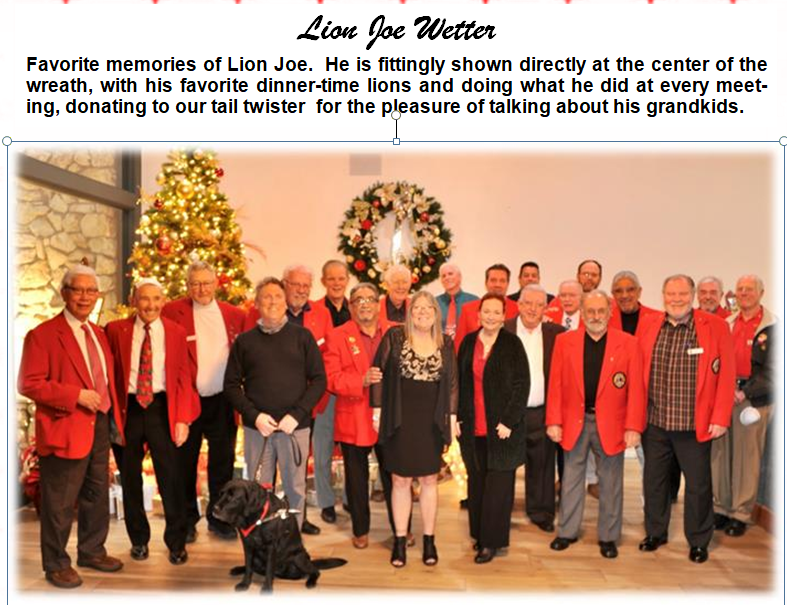 Lion Joe Wetter
Favorite memories of Lion Joe.  He is fittingly shown directly at the center of the
wreath, with his favorite dinner-time lions and doing what he did at every meet-
ing, donating to our tail twister  for the pleasure of talking about his grandkids.